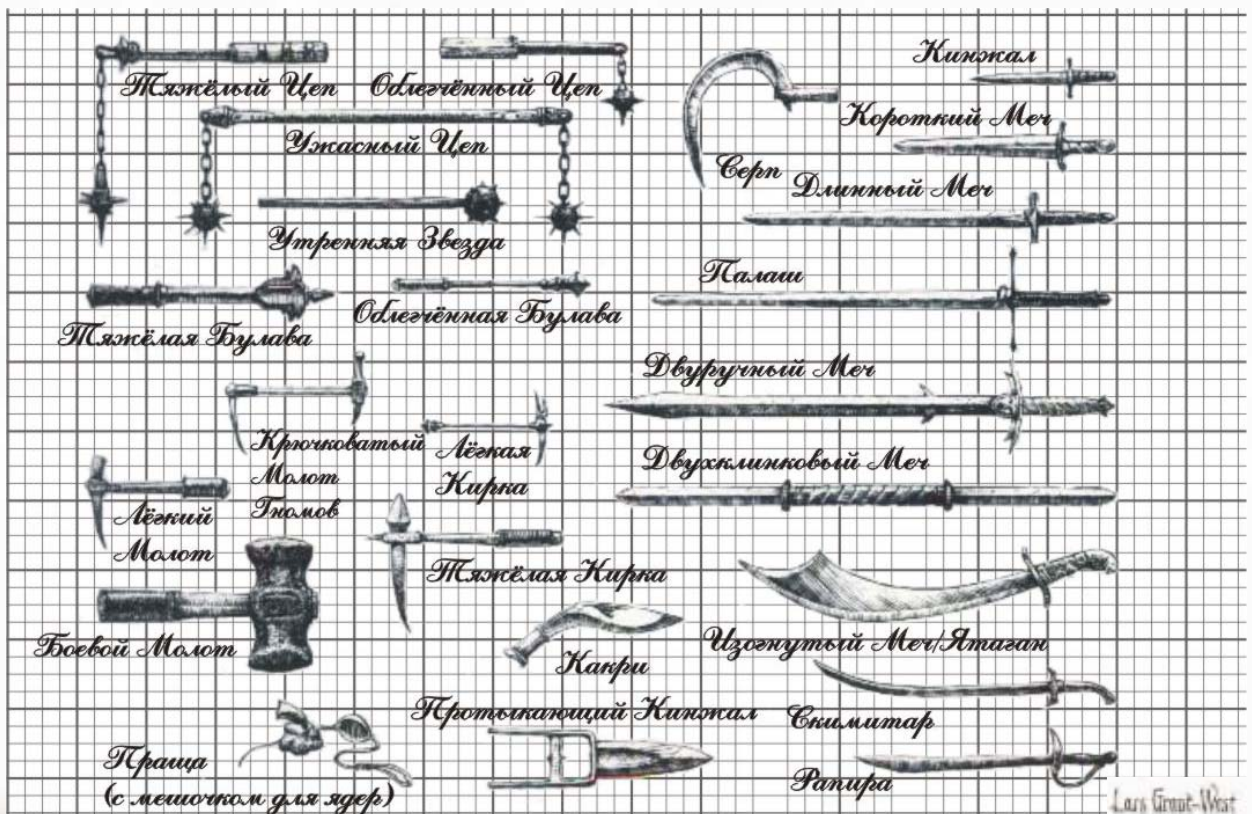 Тяжёлый Цеп
Облегчённый Цеп
Кинжал
Короткий Меч
Ужасный Цеп
Серп
Длинный Меч
Утренняя Звезда
Палаш
Тяжёлая Булава
Облегчённая Булава
Двуручный Меч
Крючковатый
Молот
Гномов
Лёгкая
Кирка
Двухклинковый Меч
Лёгкий
Молот
Тяжёлая Кирка
Боевой Молот
Какри
Изогнутый Меч/Ятаган
Протыкающий Кинжал
Скимитар
Праща
(с мешочком для ядер)
Рапира
Lars Grant-West